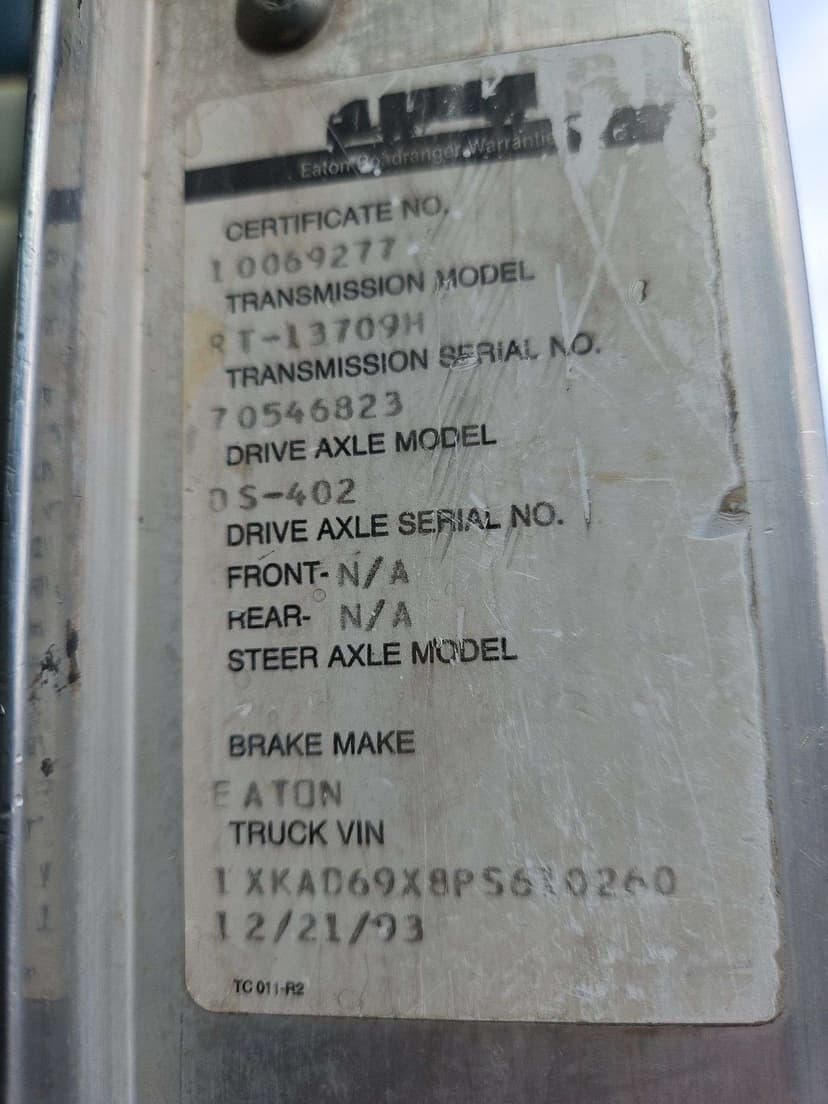 Eaton Roadranger Warranties
CERTIFICATE NO.
10069277
TRANSMISSION MODEL
RT-13709H
TRANSMISSION SERIAL NO.
70546823
DRIVE AXLE MODEL
DS-402
DRIVE AXLE SERIAL NO.
FRONT- N/A
REAR- N/A
STEER AXLE MODEL
BRAKE MAKE
EATON
TRUCK VIN
1XKAD69X8PS610260
12/21/93
TC 011-R2